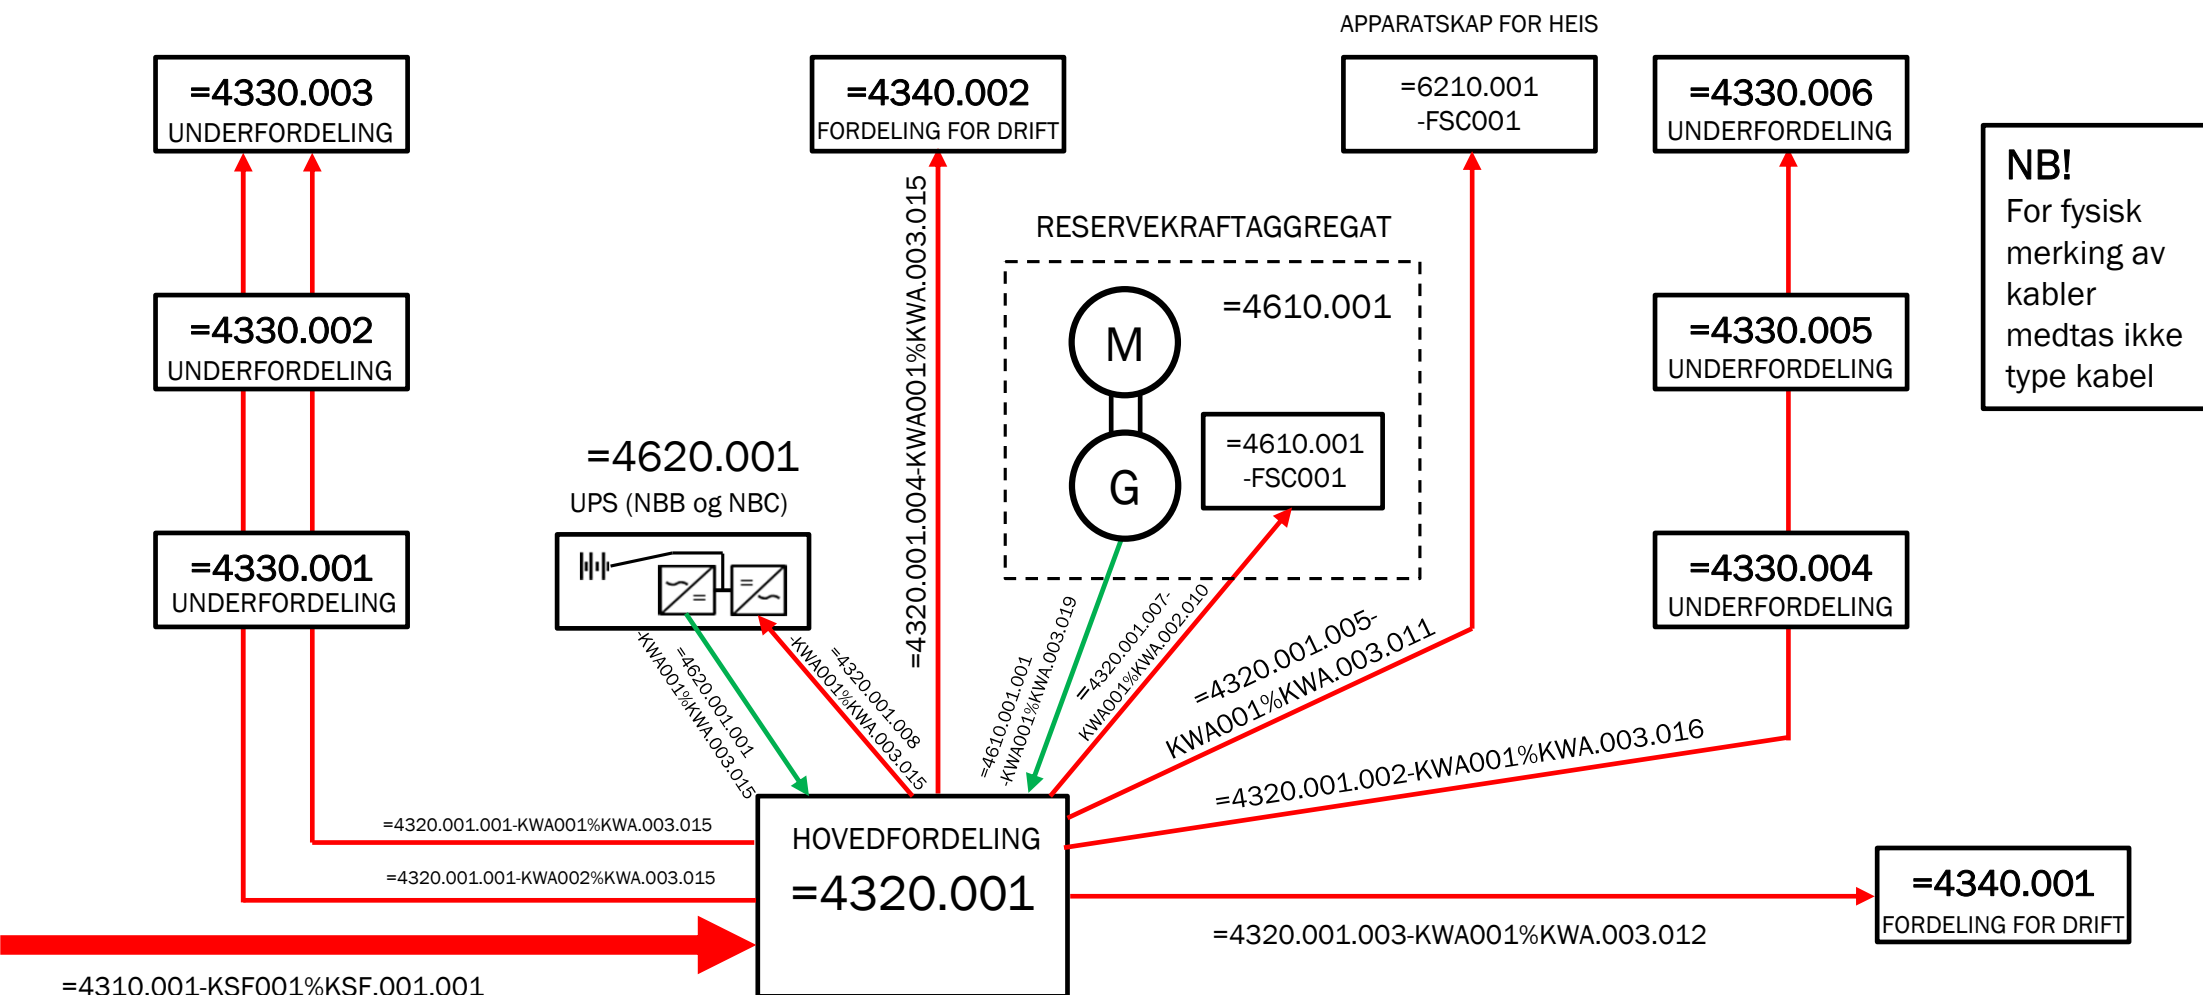 APPARATSKAP FOR HEIS
=4330.003
UNDERFORDELING
=4340.002
FORDELING FOR DRIFT
=6210.001
-FSC001
=4330.006
UNDERFORDELING
NB!
For fysisk
merking av
kabler
medtas ikke
type kabel
=4320.001.004-KWA001%KWA.003.015
RESERVEKRAFTAGGREGAT
=4610.001
M
G
=4610.001
-FSC001
=4330.002
UNDERFORDELING
=4330.005
UNDERFORDELING
=4620.001
UPS (NBB og NBC)
=4330.001
UNDERFORDELING
=4330.004
UNDERFORDELING
=4620.001.001
-KWA001%KWA.003.015
=4320.001.008
-KWA001%KWA.003.015
=4610.001.001
-KWA001%KWA.003.019
=4320.001.007-
KWA001%KWA.002.010
=4320.001.005-
KWA001%KWA.003.011
=4320.001.002-KWA001%KWA.003.016
=4320.001.001-KWA001%KWA.003.015
=4320.001.001-KWA002%KWA.003.015
HOVEDFORDELING
=4320.001
=4340.001
FORDELING FOR DRIFT
=4320.001.003-KWA001%KWA.003.012
=4310.001-KSF001%KSF.001.001